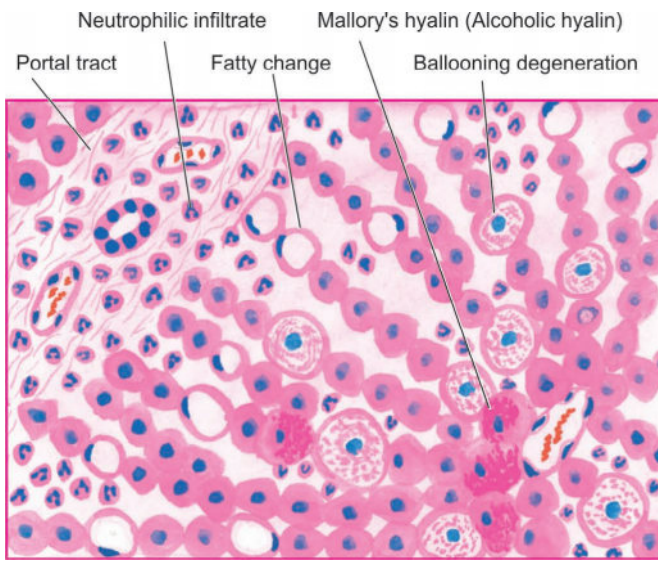 Neutrophilic infiltrate
Mallory's hyalin (Alcoholic hyalin)
Portal tract
Fatty change
Ballooning degeneration